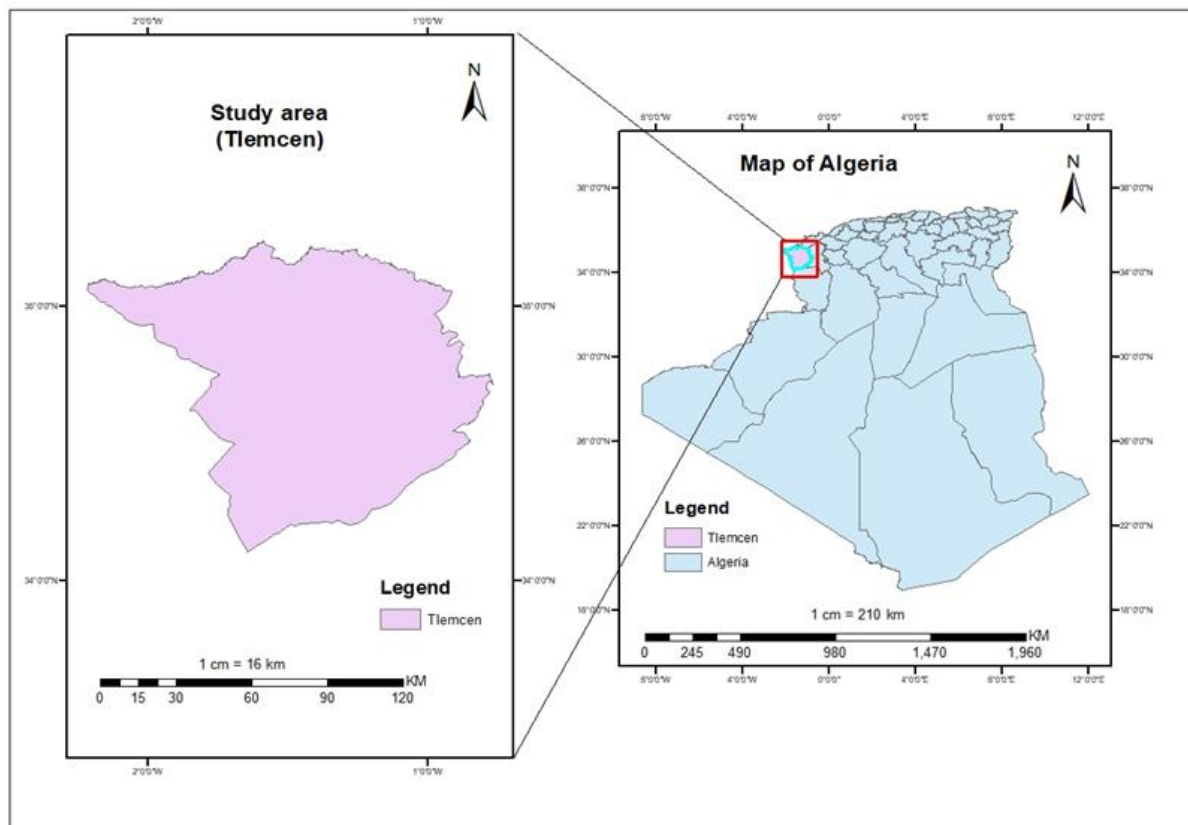 2°0'0"W 1°0'0"W
N
Study area
(Tlemcen)
35°0'0"N 35°0'0"N
34°0'0"N 34°0'0"N
Legend
Tlemcen
1 cm = 16 km
KM
0 15 30 60 90 120
2°0'0"W 1°0'0"W
8°0'0"W 4°0'0"W 0°0'0"E 4°0'0"E 8°0'0"E 12°0'0"E
Map of Algeria
N
38°0'0"N 38°0'0"N
34°0'0"N 34°0'0"N
30°0'0"N 30°0'0"N
26°0'0"N 26°0'0"N
22°0'0"N 22°0'0"N
18°0'0"N 18°0'0"N
Legend
Tlemcen
Algeria
1 cm = 210 km
KM
0 245 490 980 1,470 1,960
8°0'0"W 4°0'0"W 0°0'0"E 4°0'0"E 8°0'0"E 12°0'0"E